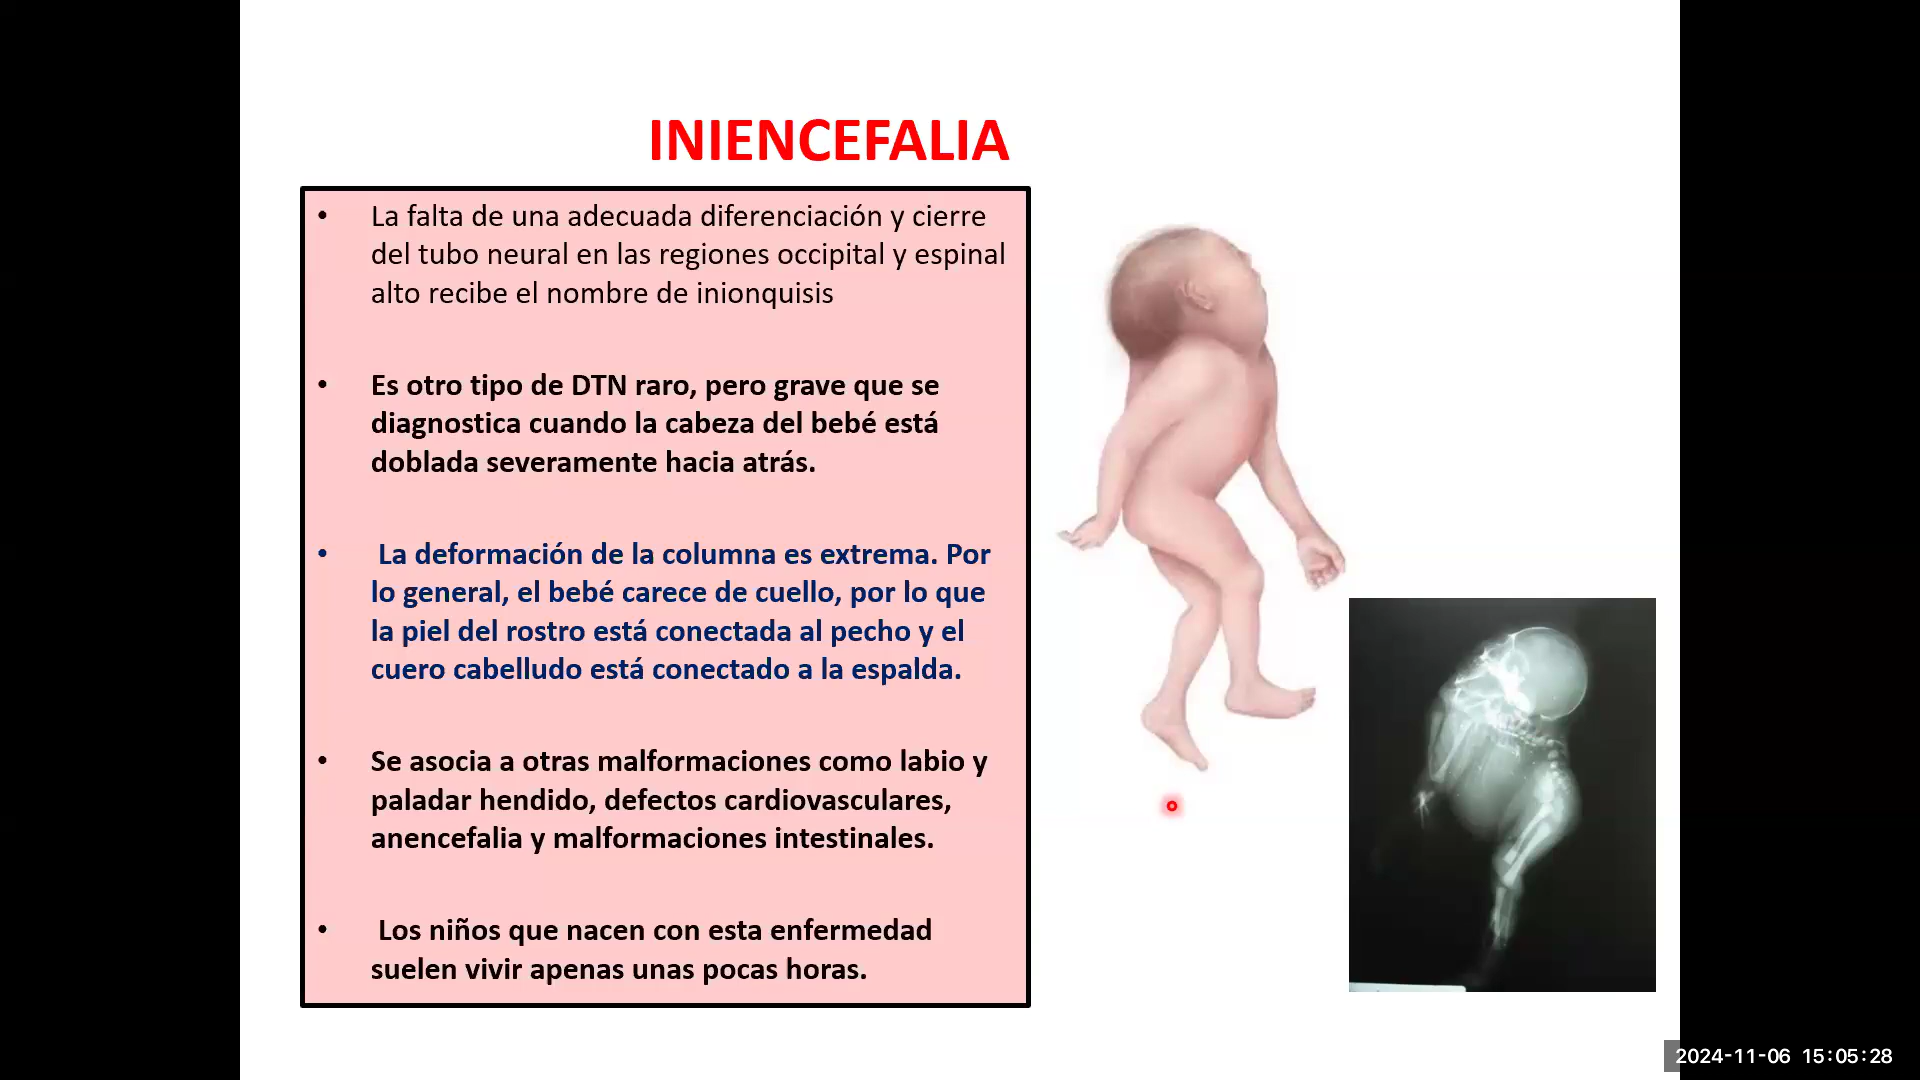 INIENCEFALIA
• La falta de una adecuada diferenciación y cierre
del tubo neural en las regiones occipital y espinal
alto recibe el nombre de inionquisis
• Es otro tipo de DTN raro, pero grave que se
diagnostica cuando la cabeza del bebé está
doblada severamente hacia atrás.
• La deformación de la columna es extrema. Por
lo general, el bebé carece de cuello, por lo que
la piel del rostro está conectada al pecho y el
cuero cabelludo está conectado a la espalda.
• Se asocia a otras malformaciones como labio y
paladar hendido, defectos cardiovasculares,
anencefalia y malformaciones intestinales.
• Los niños que nacen con esta enfermedad
suelen vivir apenas unas pocas horas.
2024-11-06 15:05:28